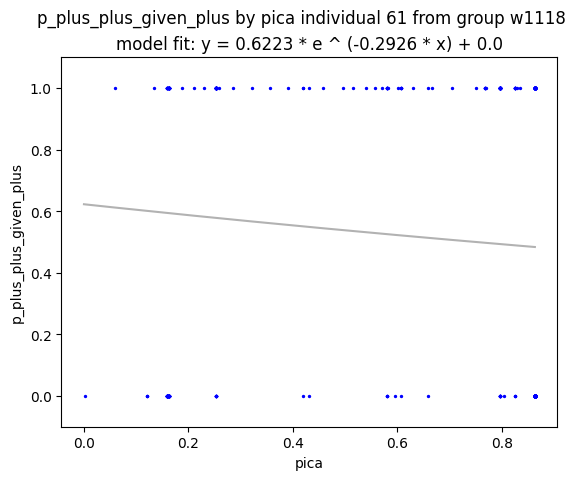 p_plus_plus_given_plus by pica individual 61 from group w1118
model fit: y = 0.6223 * e ^ (-0.2926 * x) + 0.0
1.0
0.8
0.6
0.4
0.2
0.0
p_plus_plus_given_plus
0.0 0.2 0.4 0.6 0.8
pica